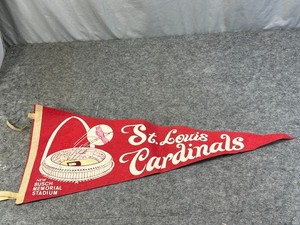 St. Louis
Cardinals
NEW
BUSCH
MEMORIAL
STADIUM